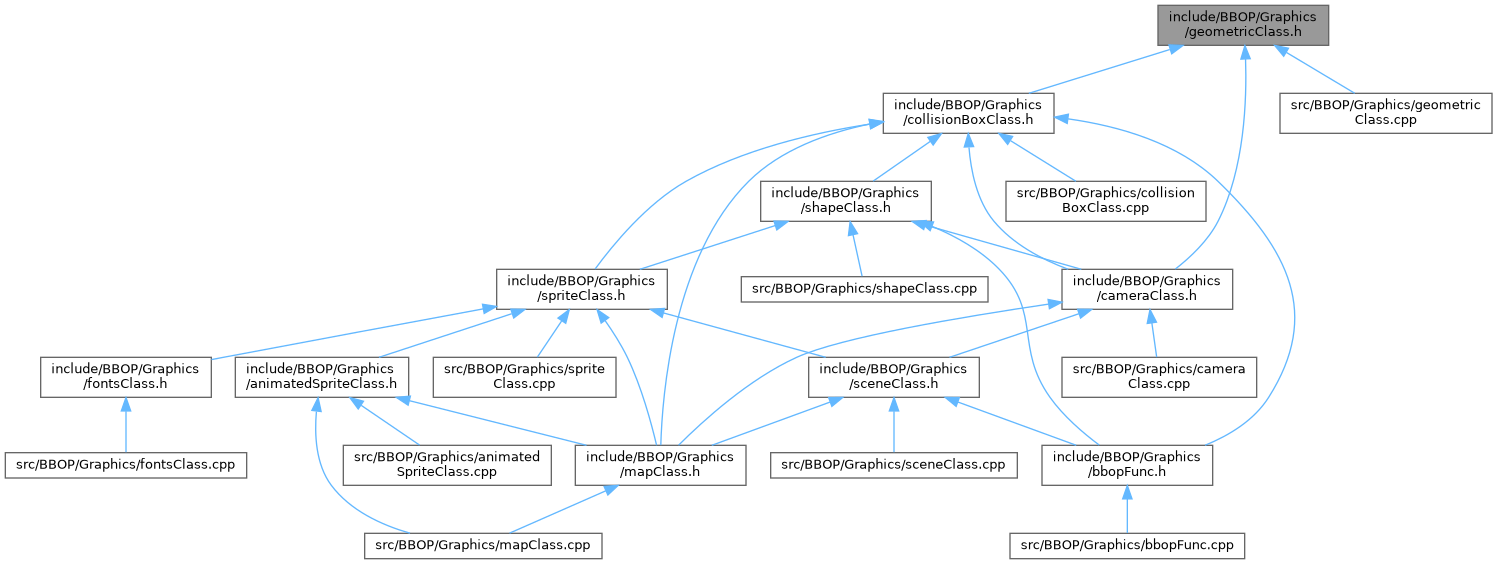 include/BBOP/Graphics
/geometricClass.h
include/BBOP/Graphics
/collisionBoxClass.h
src/BBOP/Graphics/geometric
Class.cpp
include/BBOP/Graphics
/shapeClass.h
src/BBOP/Graphics/collision
BoxClass.cpp
include/BBOP/Graphics
/spriteClass.h
src/BBOP/Graphics/shapeClass.cpp
include/BBOP/Graphics
/cameraClass.h
include/BBOP/Graphics
/fontsClass.h
include/BBOP/Graphics
/animatedSpriteClass.h
src/BBOP/Graphics/sprite
Class.cpp
include/BBOP/Graphics
/sceneClass.h
src/BBOP/Graphics/camera
Class.cpp
src/BBOP/Graphics/fontsClass.cpp
src/BBOP/Graphics/animated
SpriteClass.cpp
include/BBOP/Graphics
/mapClass.h
src/BBOP/Graphics/sceneClass.cpp
include/BBOP/Graphics
/bbopFunc.h
src/BBOP/Graphics/mapClass.cpp
src/BBOP/Graphics/bbopFunc.cpp